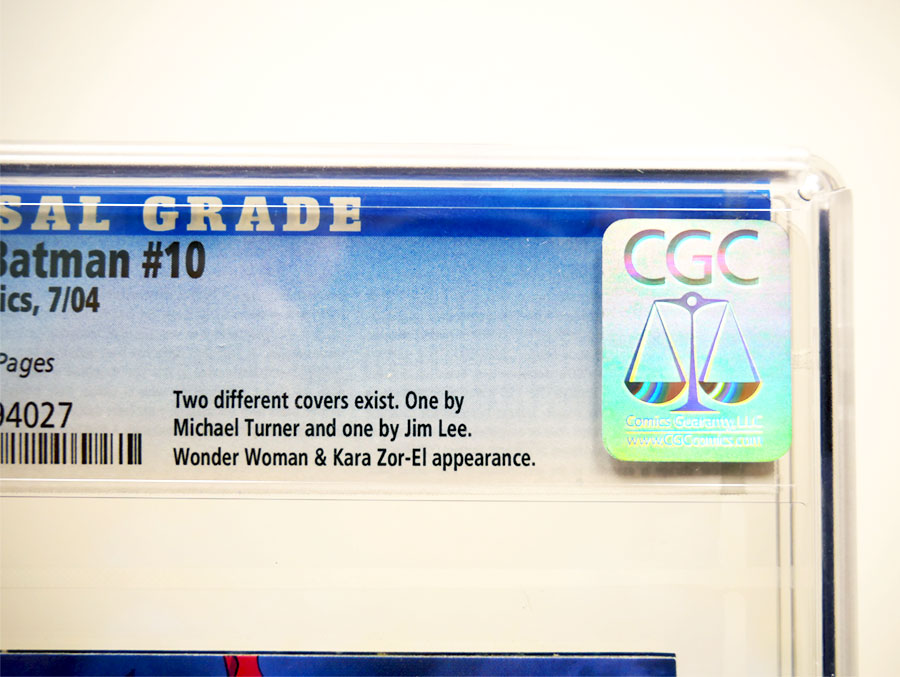 SAL GRADE
Batman #10
ics, 7/04
Pages
94027
Two different covers exist. One by
Michael Turner and one by Jim Lee.
Wonder Woman & Kara Zor-El appearance.
CGC
Comics Guaranty, LLC
www.CGCcomics.com